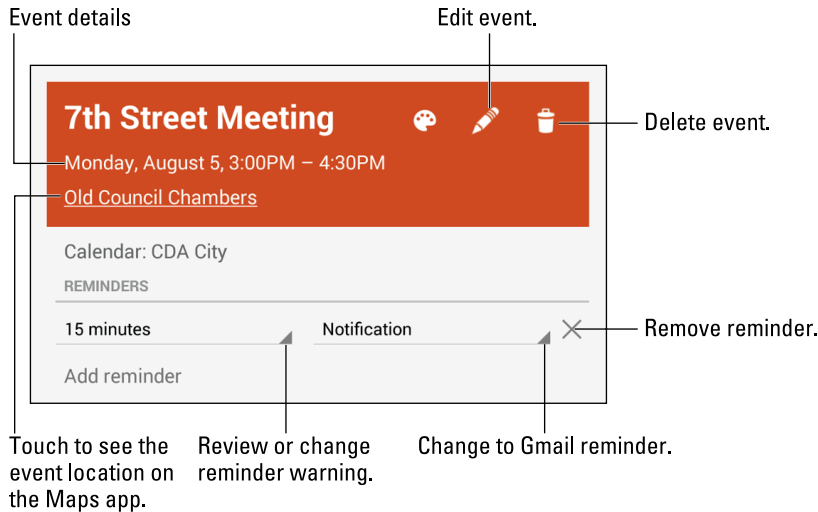 Event details
Edit event.
7th Street Meeting
Delete event.
Monday, August 5, 3:00PM – 4:30PM
Old Council Chambers
Calendar: CDA City
REMINDERS
15 minutes
Notification
Remove reminder.
Add reminder
Touch to see the
event location on
the Maps app.
Review or change
reminder warning.
Change to Gmail reminder.